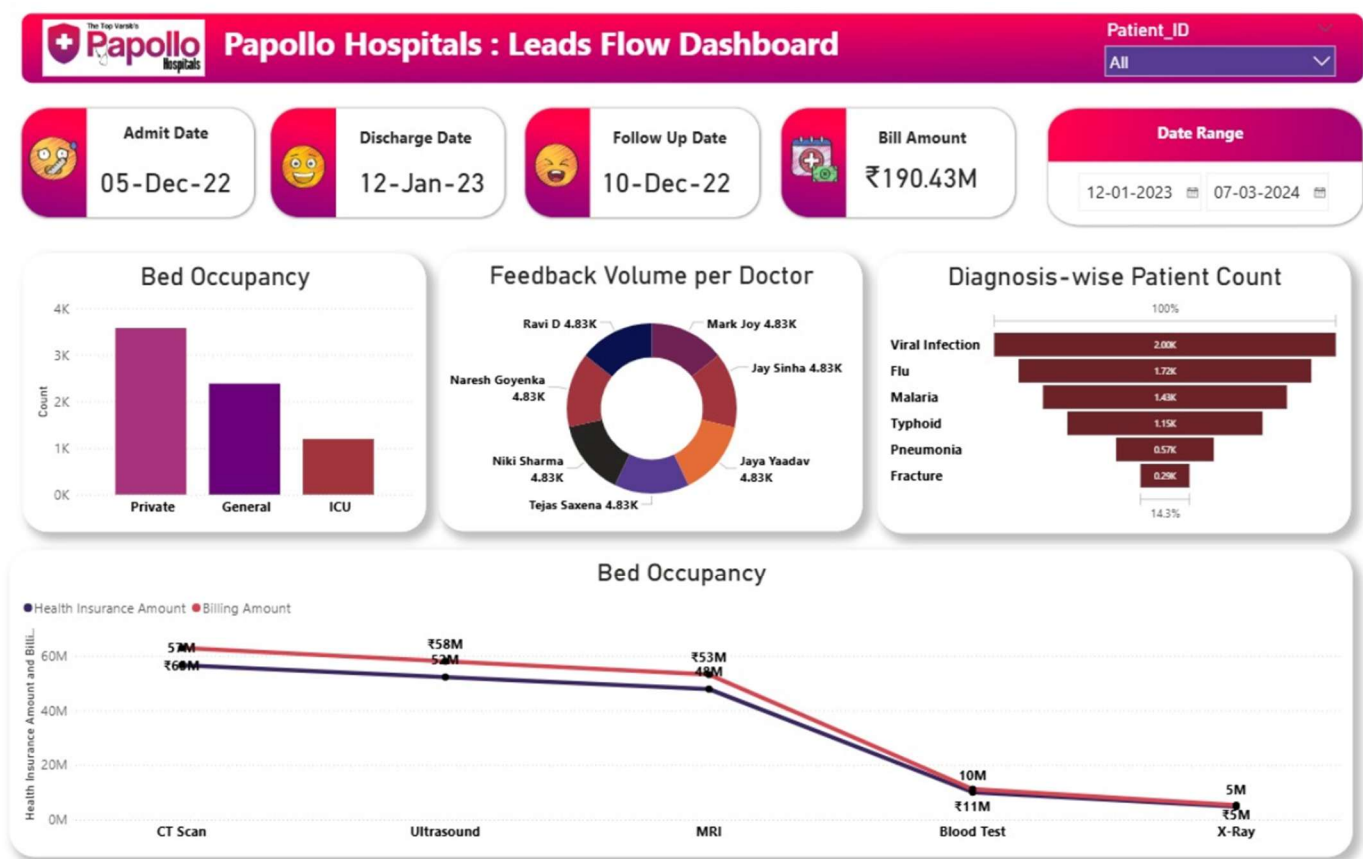 The Top Varsk's
Papollo
Hospitals
Papollo Hospitals : Leads Flow Dashboard
Patient_ID
All
Admit Date
05-Dec-22
Discharge Date
12-Jan-23
Follow Up Date
10-Dec-22
Bill Amount
₹190.43M
Date Range
12-01-2023 07-03-2024
Bed Occupancy
4K
3K
2K
1K
0K
Count
Private General ICU
Feedback Volume per Doctor
Ravi D 4.83K
Mark Joy 4.83K
Jay Sinha 4.83K
Naresh Goyenka
4.83K
Niki Sharma
4.83K
Jaya Yaadav
4.83K
Tejas Saxena 4.83K
Diagnosis-wise Patient Count
100%
Viral Infection 2.00K
Flu 1.72K
Malaria 1.43K
Typhoid 1.15K
Pneumonia 0.57K
Fracture 0.29K
14.3%
Bed Occupancy
Health Insurance Amount Billing Amount
Health Insurance Amount and Billi...
60M
40M
20M
0M
57M
₹58M
52M
₹53M
48M
10M
₹11M
5M
₹5M
CT Scan Ultrasound MRI Blood Test X-Ray